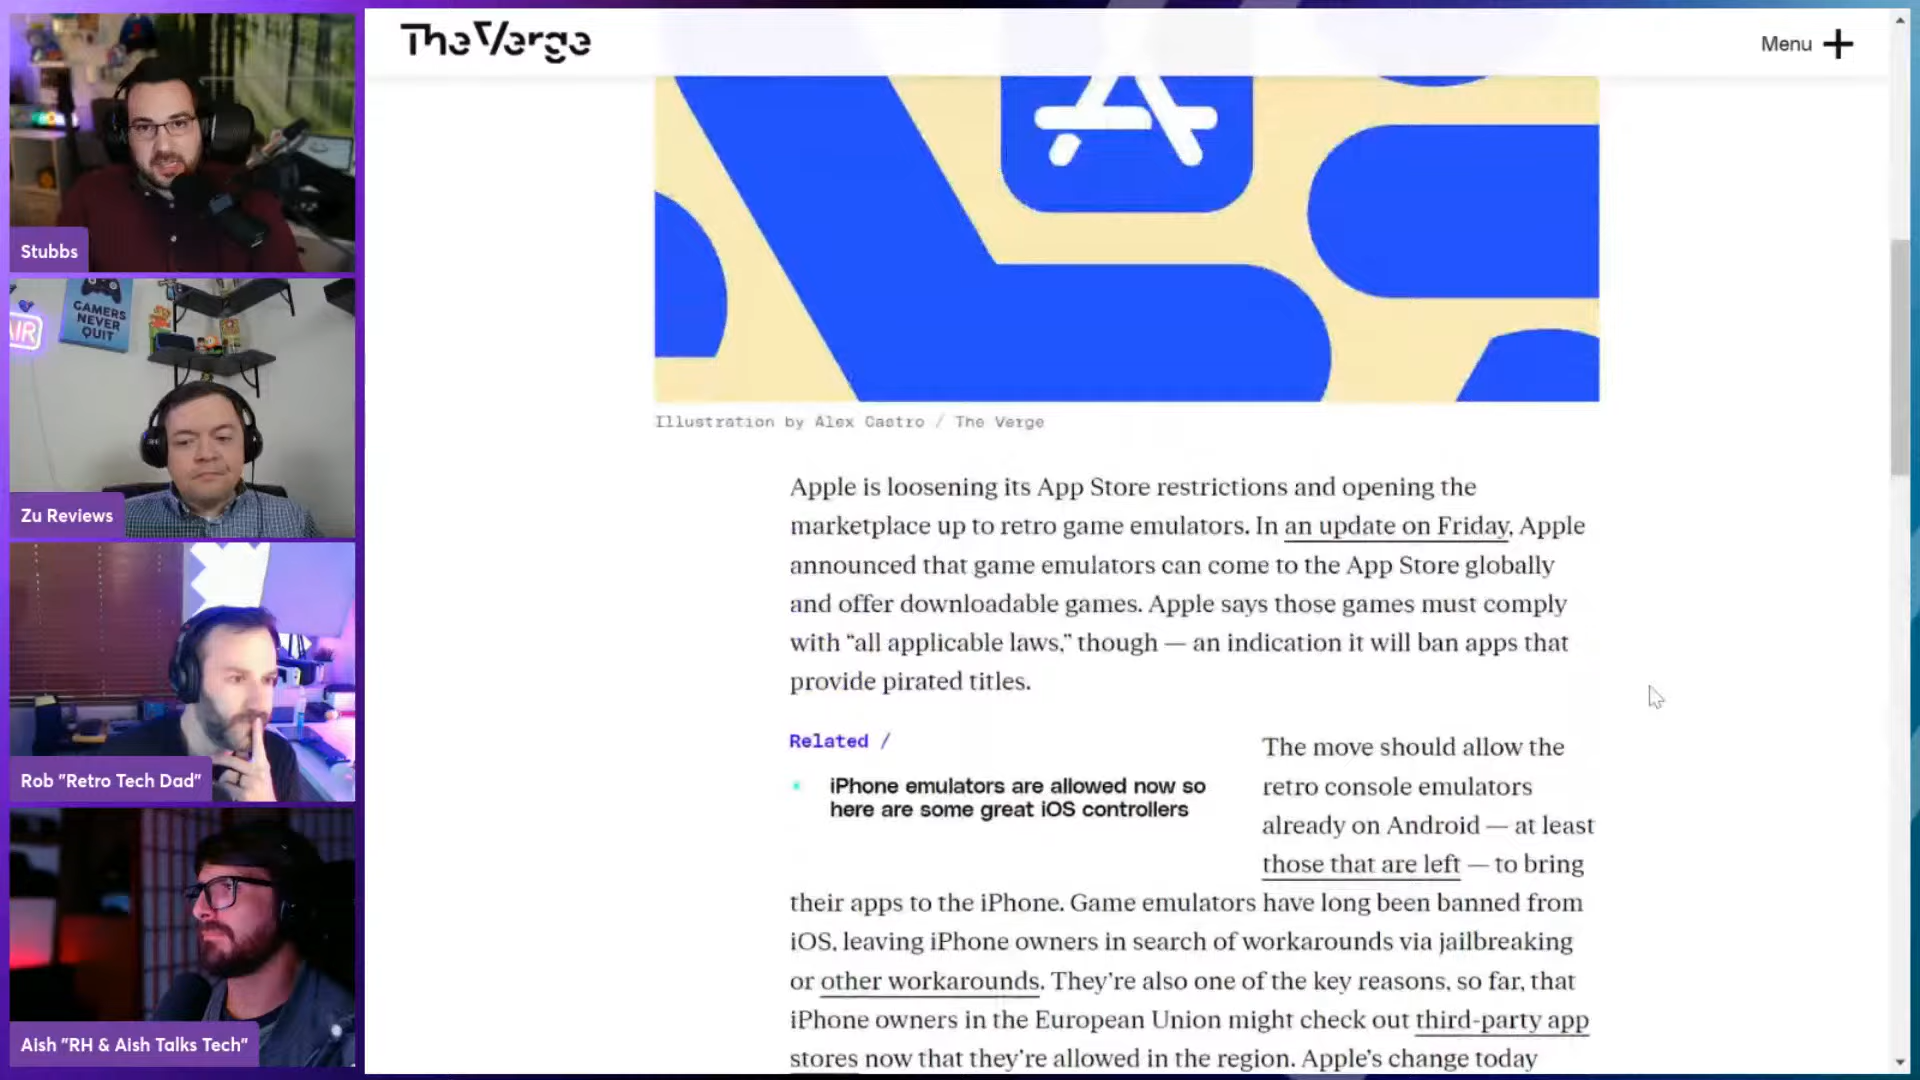 Stubbs
AIR
GAMERS
NEVER
QUIT
Zu Reviews
Rob "Retro Tech Dad"
Aish "RH & Aish Talks Tech"
The Verge
Menu
Illustration by Alex Castro / The Verge
Apple is loosening its App Store restrictions and opening the
marketplace up to retro game emulators. In an update on Friday, Apple
announced that game emulators can come to the App Store globally
and offer downloadable games. Apple says those games must comply
with “all applicable laws,” though — an indication it will ban apps that
provide pirated titles.
Related /
iPhone emulators are allowed now so
here are some great iOS controllers
The move should allow the
retro console emulators
already on Android — at least
those that are left — to bring
their apps to the iPhone. Game emulators have long been banned from
iOS, leaving iPhone owners in search of workarounds via jailbreaking
or other workarounds. They’re also one of the key reasons, so far, that
iPhone owners in the European Union might check out third-party app
stores now that they’re allowed in the region. Apple’s change today